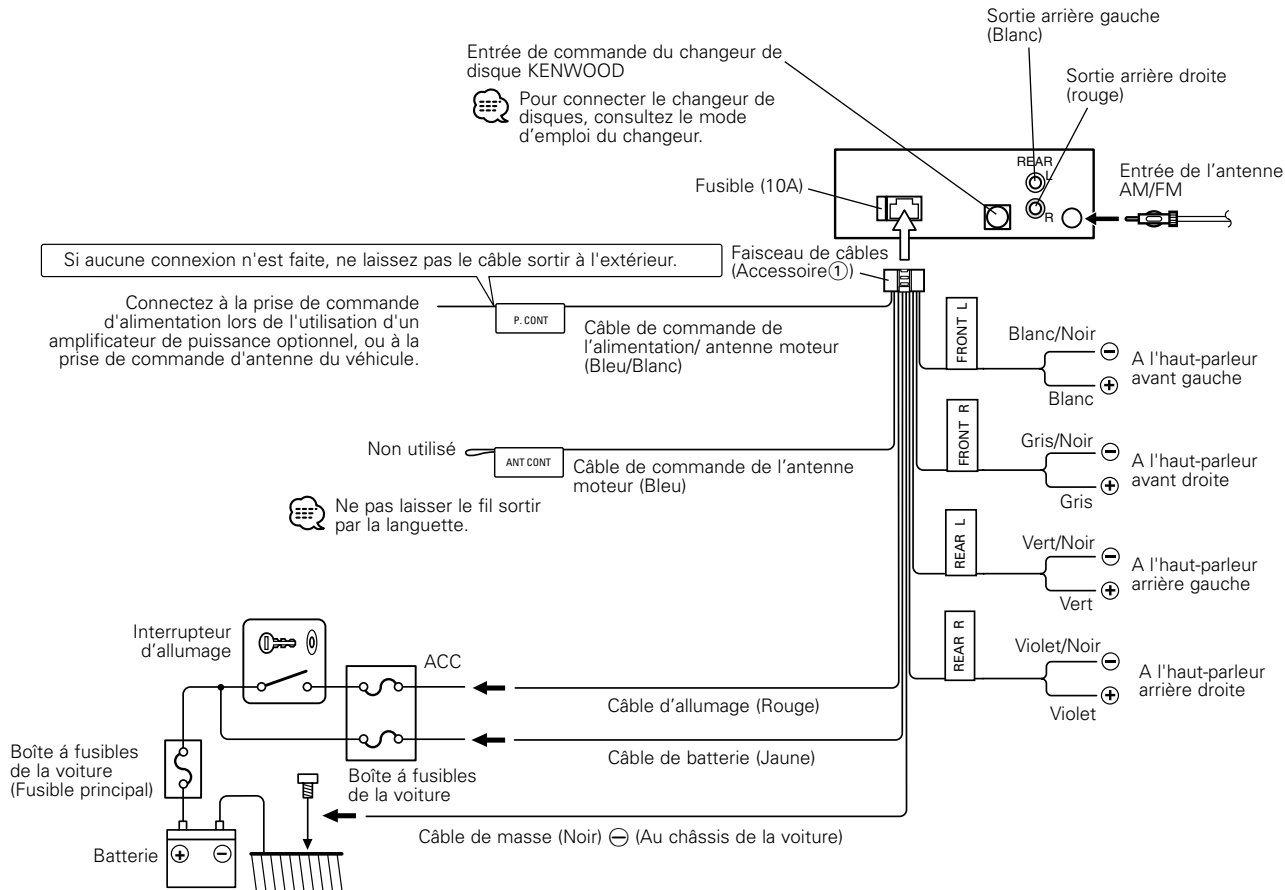 Sortie arrière gauche
(Blanc)
Entrée de commande du changeur de
disque KENWOOD
Sortie arrière droite
(rouge)
Pour connecter le changeur de
disques, consultez le mode
d'emploi du changeur.
REAR
L
R
Entrée de l'antenne
AM/FM
Fusible (10A)
Faisceau de câbles
(Accessoire①)
Si aucune connexion n'est faite, ne laissez pas le câble sortir à l'extérieur.
Connectez à la prise de commande
d'alimentation lors de l'utilisation d'un
amplificateur de puissance optionnel, ou à la
prise de commande d'antenne du véhicule.
P. CONT
Câble de commande de
l'alimentation/ antenne moteur
(Bleu/Blanc)
FRONT L
Blanc/Noir
⊖
Blanc
⊕
A l'haut-parleur
avant gauche
Non utilisé
ANT CONT
Câble de commande de l'antenne
moteur (Bleu)
FRONT R
Gris/Noir
⊖
Gris
⊕
A l'haut-parleur
avant droite
Ne pas laisser le fil sortir
par la languette.
REAR L
Vert/Noir
⊖
Vert
⊕
A l'haut-parleur
arrière gauche
REAR R
Violet/Noir
⊖
Violet
⊕
A l'haut-parleur
arrière droite
Interrupteur
d'allumage
ACC
Câble d'allumage (Rouge)
Câble de batterie (Jaune)
Boîte á fusibles
de la voiture
(Fusible principal)
Boîte á fusibles
de la voiture
Câble de masse (Noir) ⊖ (Au châssis de la voiture)
Batterie
⊕ ⊖